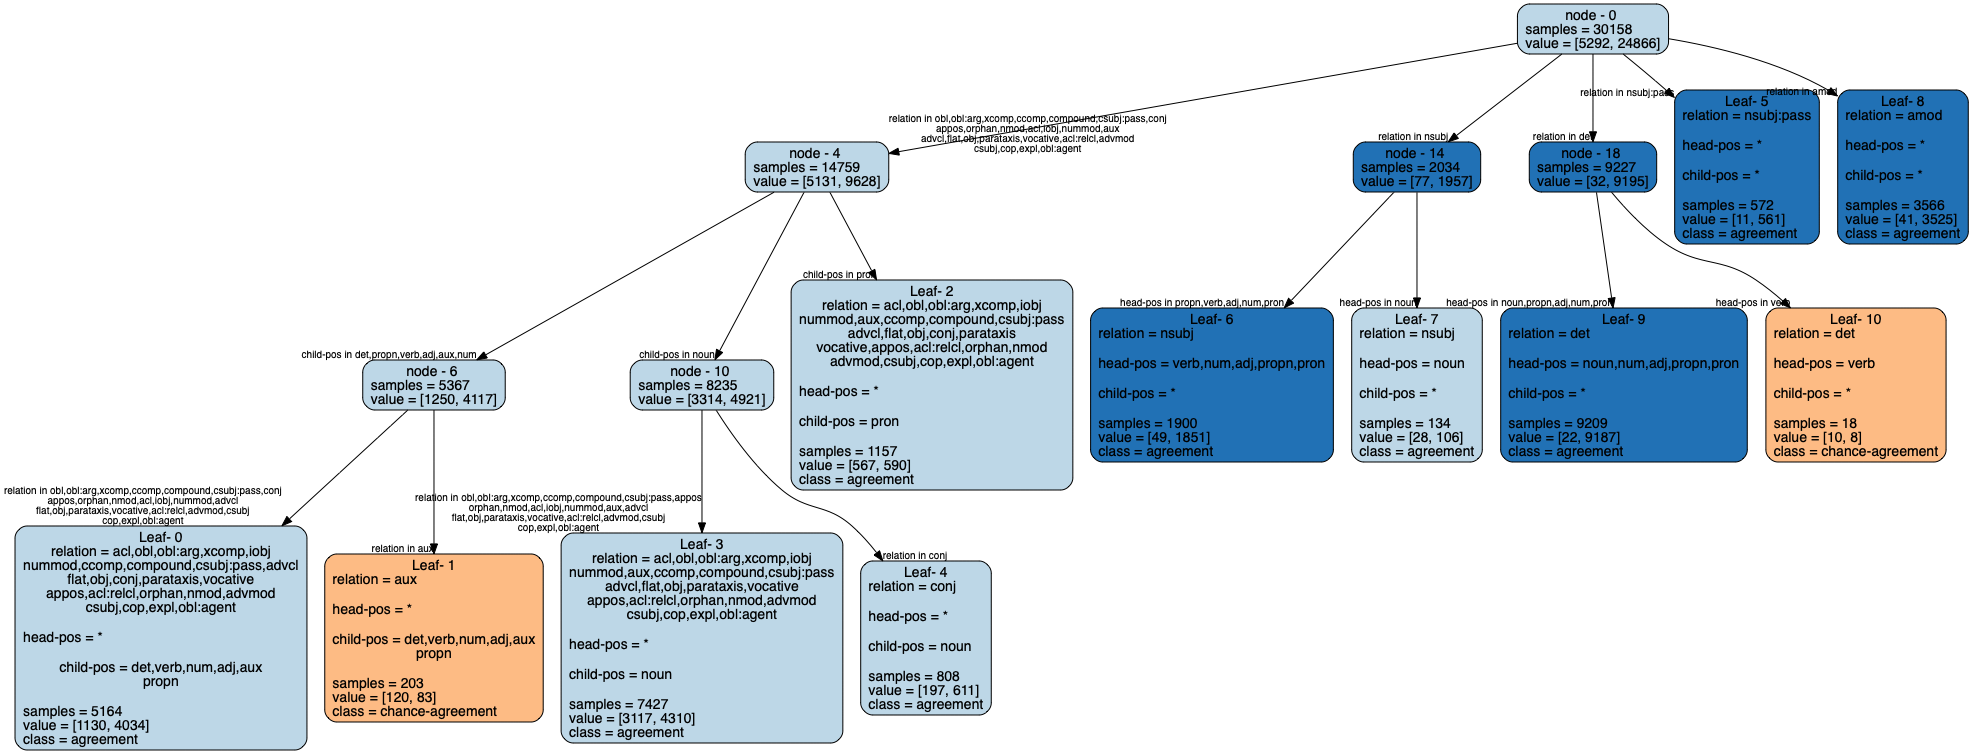 node - 0
samples = 30158
value = [5292, 24866]
relation in obl,obl:arg,xcomp,ccomp,compound,csubj:pass,conj
appos,orphan,nmod,acl,iobj,nummod,aux
advcl,flat,obj,parataxis,vocative,acl:relcl,advmod
csubj,cop,expl,obl:agent
relation in nsubj
relation in det
relation in nsubj:pass
relation in amod
node - 4
samples = 14759
value = [5131, 9628]
node - 14
samples = 2034
value = [77, 1957]
node - 18
samples = 9227
value = [32, 9195]
Leaf- 5
relation = nsubj:pass
head-pos = *
child-pos = *
samples = 572
value = [11, 561]
class = agreement
Leaf- 8
relation = amod
head-pos = *
child-pos = *
samples = 3566
value = [41, 3525]
class = agreement
child-pos in det,propn,verb,adj,aux,num
child-pos in noun
child-pos in pron
head-pos in propn,verb,adj,num,pron
head-pos in noun
head-pos in noun,propn,adj,num,pron
head-pos in verb
node - 6
samples = 5367
value = [1250, 4117]
node - 10
samples = 8235
value = [3314, 4921]
Leaf- 2
relation = acl,obl,obl:arg,xcomp,iobj
nummod,aux,ccomp,compound,csubj:pass
advcl,flat,obj,conj,parataxis
vocative,appos,acl:relcl,orphan,nmod
advmod,csubj,cop,expl,obl:agent
head-pos = *
child-pos = pron
samples = 1157
value = [567, 590]
class = agreement
Leaf- 6
relation = nsubj
head-pos = verb,num,adj,propn,pron
child-pos = *
samples = 1900
value = [49, 1851]
class = agreement
Leaf- 7
relation = nsubj
head-pos = noun
child-pos = *
samples = 134
value = [28, 106]
class = agreement
Leaf- 9
relation = det
head-pos = noun,num,adj,propn,pron
child-pos = *
samples = 9209
value = [22, 9187]
class = agreement
Leaf- 10
relation = det
head-pos = verb
child-pos = *
samples = 18
value = [10, 8]
class = chance-agreement
relation in obl,obl:arg,xcomp,ccomp,compound,csubj:pass,conj
appos,orphan,nmod,acl,iobj,nummod,advcl
flat,obj,parataxis,vocative,acl:relcl,advmod,csubj
cop,expl,obl:agent
relation in aux
relation in obl,obl:arg,xcomp,ccomp,compound,csubj:pass,appos
orphan,nmod,acl,iobj,nummod,aux,advcl
flat,obj,parataxis,vocative,acl:relcl,advmod,csubj
cop,expl,obl:agent
relation in conj
Leaf- 0
relation = acl,obl,obl:arg,xcomp,iobj
nummod,ccomp,compound,csubj:pass,advcl
flat,obj,conj,parataxis,vocative
appos,acl:relcl,orphan,nmod,advmod
csubj,cop,expl,obl:agent
head-pos = *
child-pos = det,verb,num,adj,aux
propn
samples = 5164
value = [1130, 4034]
class = agreement
Leaf- 1
relation = aux
head-pos = *
child-pos = det,verb,num,adj,aux
propn
samples = 203
value = [120, 83]
class = chance-agreement
Leaf- 3
relation = acl,obl,obl:arg,xcomp,iobj
nummod,aux,ccomp,compound,csubj:pass
advcl,flat,obj,parataxis,vocative
appos,acl:relcl,orphan,nmod,advmod
csubj,cop,expl,obl:agent
head-pos = *
child-pos = noun
samples = 7427
value = [3117, 4310]
class = agreement
Leaf- 4
relation = conj
head-pos = *
child-pos = noun
samples = 808
value = [197, 611]
class = agreement